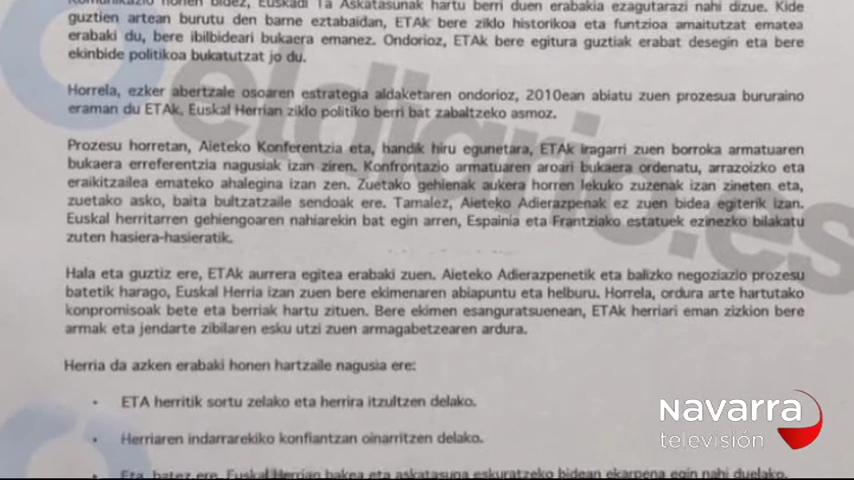 Komunikazio honen bidez, Euskadi Ta Askatasunak hartu berri duen erabakia ezagutarazi nahi dizue. Kide
guztien artean burutu den barne eztabaidan, ETAk bere ziklo historikoa eta funtzioa amaitutzat ematea
erabaki du, bere ibilbideari bukaera emanez. Ondorioz, ETAk bere egitura guztiak erabat desegin eta bere
ekinbide politikoa bukatutzat jo du.
Horrela, ezker abertzale osoaren estrategia aldaketaren ondorioz, 2010ean abiatu zuen prozesua bururaino
eraman du ETAk, Euskal Herrian ziklo politiko berri bat zabaltzeko asmoz.
Prozesu horretan, Aieteko Konferentzia eta, handik hiru egunetara, ETAk iragarri zuen borroka armatuaren
bukaera erreferentzia nagusiak izan ziren. Konfrontazio armatuaren aroari bukaera ordenatu, arrazoizko eta
eraikitzailea emateko ahalegina izan zen. Zuetako gehienak aukera horren lekuko zuzenak izan zineten eta,
zuetako asko, baita bultzatzaile sendoak ere. Tamalez, Aieteko Adierazpenak ez zuen bidea egiterik izan.
Euskal herritarren gehiengoaren nahiarekin bat egin arren, Espainia eta Frantziako estatuek ezinezko bilakatu
zuten hasiera-hasieratik.
Hala eta guztiz ere, ETAk aurrera egitea erabaki zuen. Aieteko Adierazpenetik eta balizko negoziazio prozesu
batetik harago, Euskal Herria izan zuen bere ekimenaren abiapuntu eta helburu. Horrela, ordura arte hartutako
konpromisoak bete eta berriak hartu zituen. Bere ekimen esanguratsuenean, ETAk herriari eman zizkion bere
armak eta jendarte zibilaren esku utzi zuen armagabetzearen ardura.
Herria da azken erabaki honen hartzaile nagusia ere:
• ETA herritik sortu zelako eta herrira itzultzen delako.
• Herriaren indarrarekiko konfiantzan oinarritzen delako.
• Eta, batez ere, Euskal Herrian bakea eta askatasuna eskuratzeko bidean ekarpena egin nahi duelako.
eldiario.es
Navarra
televisión